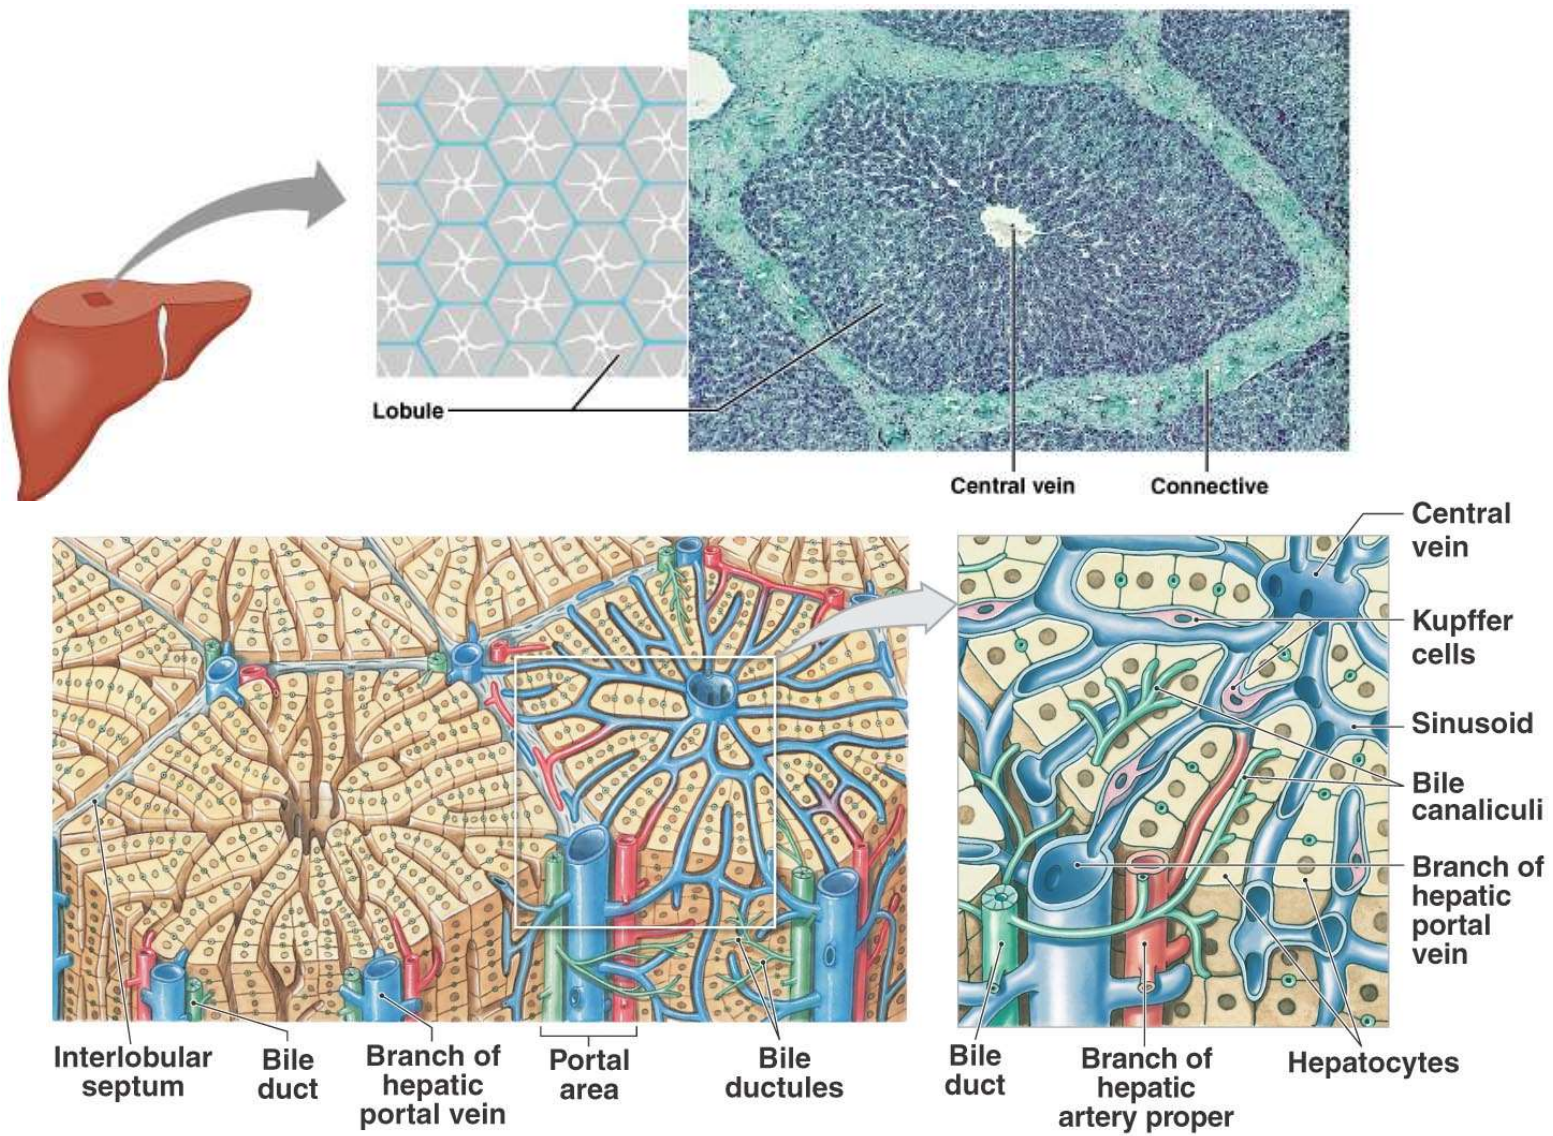 Lobule
Central vein
Connective
Central
vein
Kupffer
cells
Sinusoid
Bile
canaliculi
Branch of
hepatic
portal
vein
Interlobular
septum
Bile
duct
Branch of
hepatic
portal vein
Portal
area
Bile
ductules
Bile
duct
Branch of
hepatic
artery proper
Hepatocytes